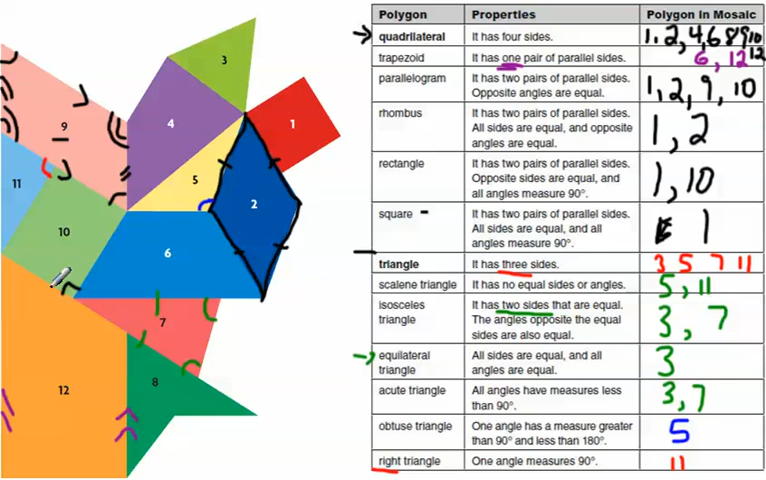 3
1
4
9
5
11
2
10
6
7
12
8
Polygon Properties Polygon in Mosaic
quadrilateral It has four sides. 1, 2, 4, 6 8 9 10
12
trapezoid It has one pair of parallel sides. 6, 12
parallelogram It has two pairs of parallel sides. 1, 2, 9, 10
Opposite angles are equal.
rhombus It has two pairs of parallel sides. 1, 2
All sides are equal, and opposite
angles are equal.
rectangle It has two pairs of parallel sides. 1, 10
Opposite sides are equal, and
all angles measure 90°.
square It has two pairs of parallel sides. 1
All sides are equal, and all
angles measure 90°.
triangle It has three sides. 3 5 7 11
scalene triangle It has no equal sides or angles. 5, 11
isosceles It has two sides that are equal. 3, 7
triangle The angles opposite the equal
sides are also equal.
equilateral All sides are equal, and all 3
triangle angles are equal.
acute triangle All angles have measures less 3, 7
than 90°.
obtuse triangle One angle has a measure greater 5
than 90° and less than 180°.
right triangle One angle measures 90°. 11